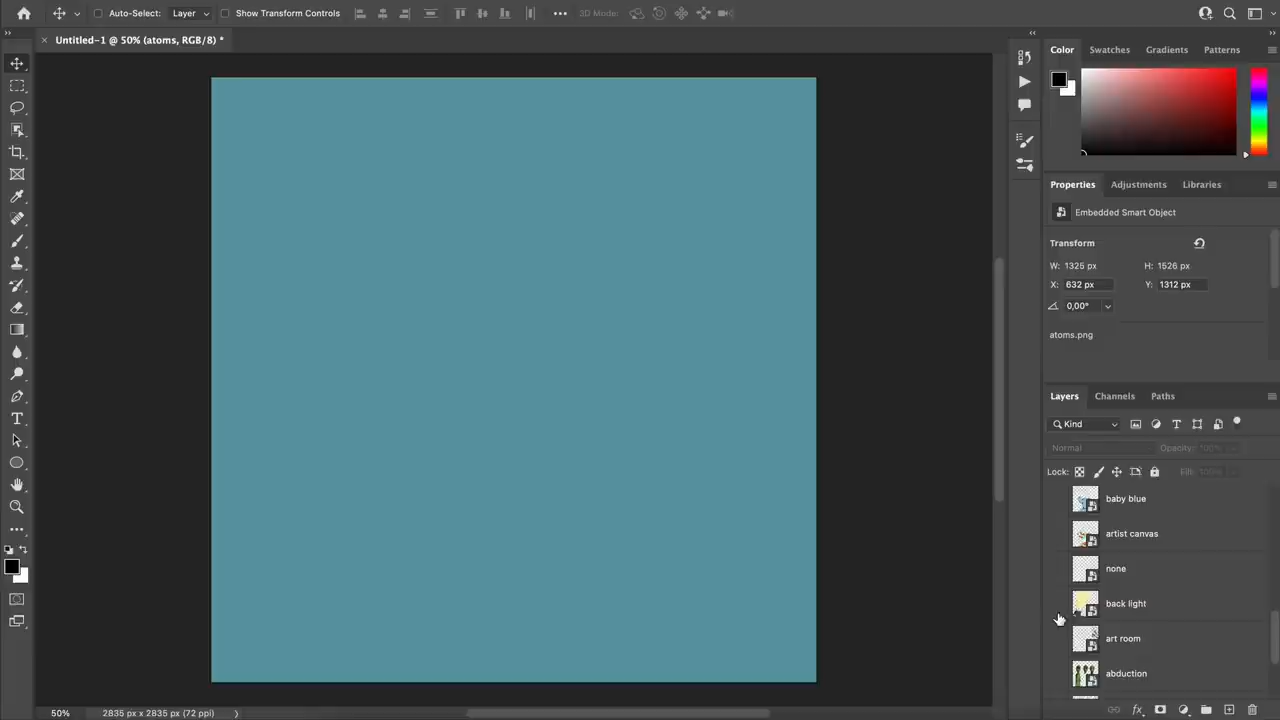 Auto-Select: Layer Show Transform Controls 3D Mode:
Untitled-1 @ 50% (atoms, RGB/8) *
Color Swatches Gradients Patterns
Properties Adjustments Libraries
Embedded Smart Object
Transform
W: 1325 px H: 1526 px
X: 632 px Y: 1312 px
0,00°
atoms.png
Layers Channels Paths
Kind
Normal Opacity: 100%
Lock: Fill: 100%
baby blue
artist canvas
none
back light
art room
abduction
50% 2835 px x 2835 px (72 ppi)